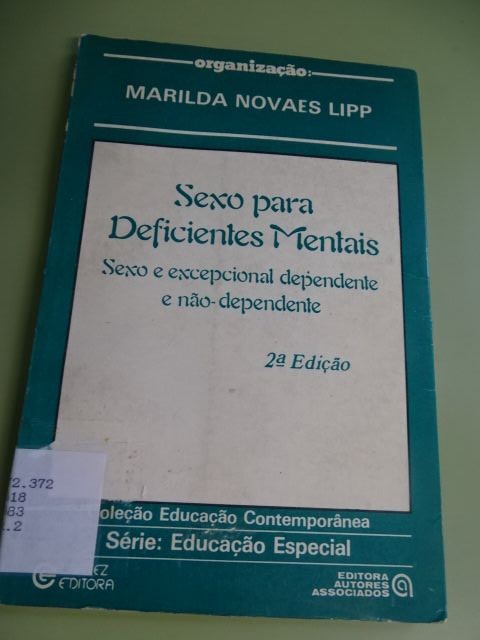 organização:
MARILDA NOVAES LIPP
Sexo para
Deficientes Mentais
Sexo e excepcional dependente
e não-dependente
2ª Edição
2.372
18
83
.2
oleção Educação Contemporânea
Série: Educação Especial
EZ
EDITORA
EDITORA
AUTORES
ASSOCIADOS